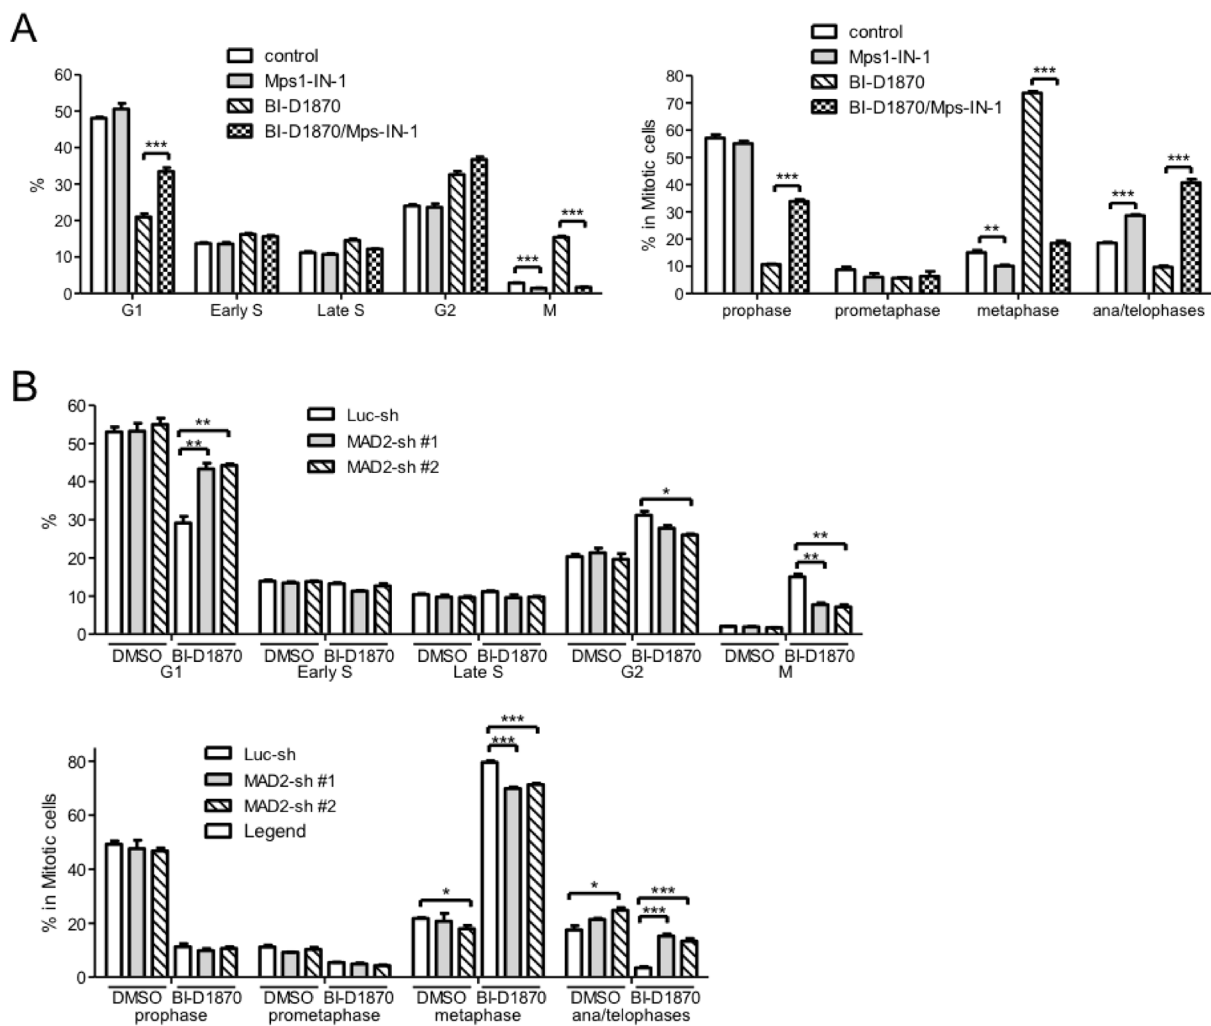 A
control
Mps1-IN-1
BI-D1870
BI-D1870/Mps-IN-1
%
60
50
40
30
20
10
0
***
***
***
G1 Early S Late S G2 M
control
Mps1-IN-1
BI-D1870
BI-D1870/Mps-IN-1
% in Mitotic cells
80
70
60
50
40
30
20
10
0
***
**
***
***
***
prophase prometaphase metaphase ana/telophases
B
Luc-sh
MAD2-sh #1
MAD2-sh #2
%
60
50
40
30
20
10
0
**
**
*
**
**
DMSO BI-D1870 DMSO BI-D1870 DMSO BI-D1870 DMSO BI-D1870 DMSO BI-D1870
G1 Early S Late S G2 M
Luc-sh
MAD2-sh #1
MAD2-sh #2
Legend
% in Mitotic cells
80
60
40
20
0
*
***
***
*
***
***
DMSO BI-D1870 DMSO BI-D1870 DMSO BI-D1870 DMSO BI-D1870
prophase prometaphase metaphase ana/telophases